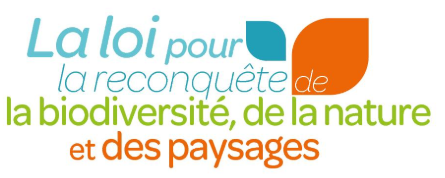 La loi pour
la reconquête de
la biodiversité, de la nature
et des paysages